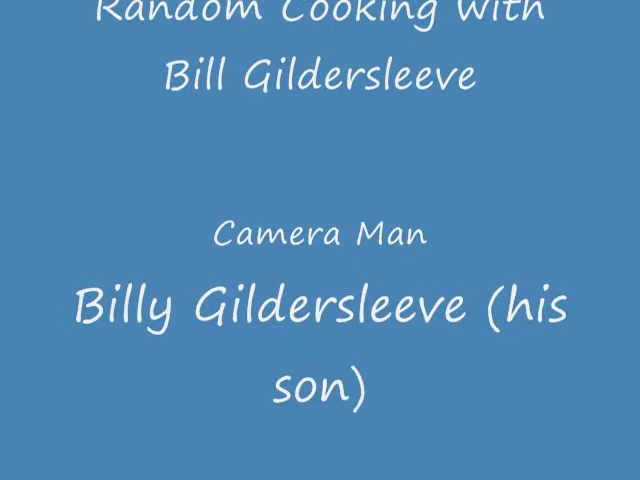 Random Cooking with
Bill Gildersleeve
Camera Man
Billy Gildersleeve (his
son)